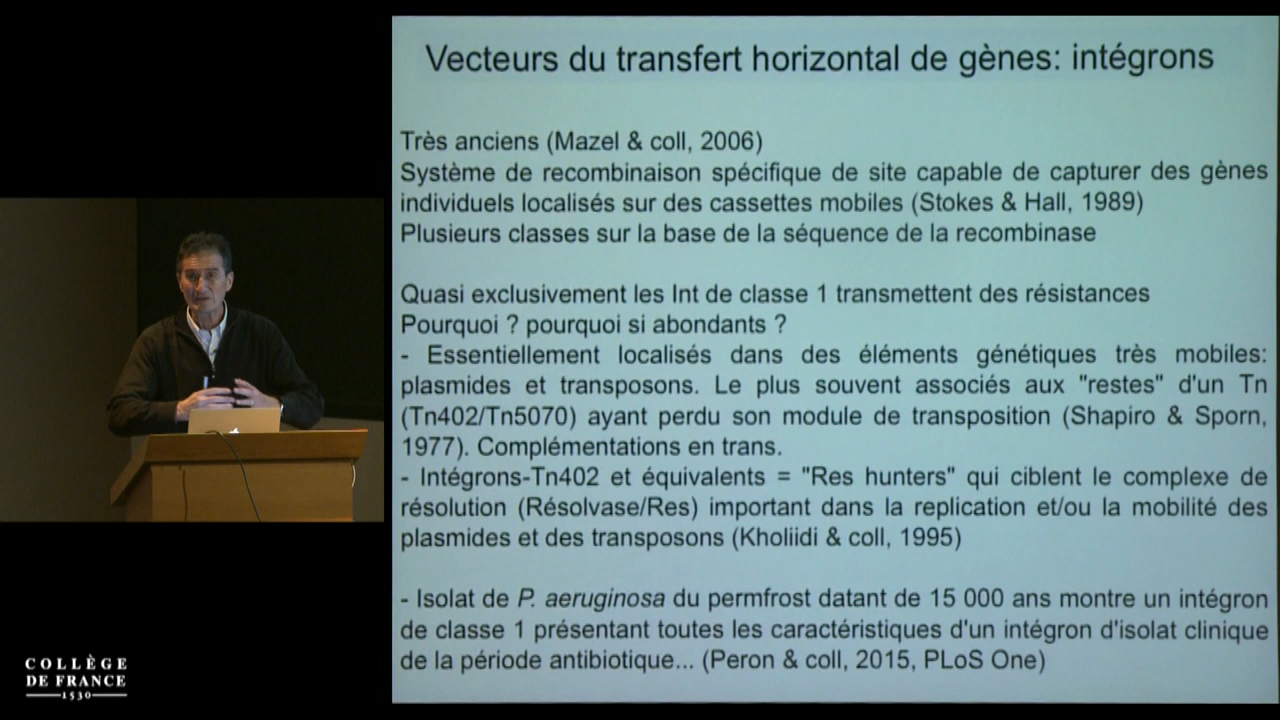 Vecteurs du transfert horizontal de gènes: intégrons
Très anciens (Mazel & coll, 2006)
Système de recombinaison spécifique de site capable de capturer des gènes
individuels localisés sur des cassettes mobiles (Stokes & Hall, 1989)
Plusieurs classes sur la base de la séquence de la recombinase
Quasi exclusivement les Int de classe 1 transmettent des résistances
Pourquoi ? pourquoi si abondants ?
- Essentiellement localisés dans des éléments génétiques très mobiles:
plasmides et transposons. Le plus souvent associés aux "restes" d'un Tn
(Tn402/Tn5070) ayant perdu son module de transposition (Shapiro & Sporn,
1977). Complémentations en trans.
- Intégrons-Tn402 et équivalents = "Res hunters" qui ciblent le complexe de
résolution (Résolvase/Res) important dans la replication et/ou la mobilité des
plasmides et des transposons (Kholiidi & coll, 1995)
- Isolat de P. aeruginosa du permfrost datant de 15 000 ans montre un intégron
de classe 1 présentant toutes les caractéristiques d'un intégron d'isolat clinique
de la période antibiotique... (Peron & coll, 2015, PLoS One)
COLLÈGE
DE FRANCE
1530